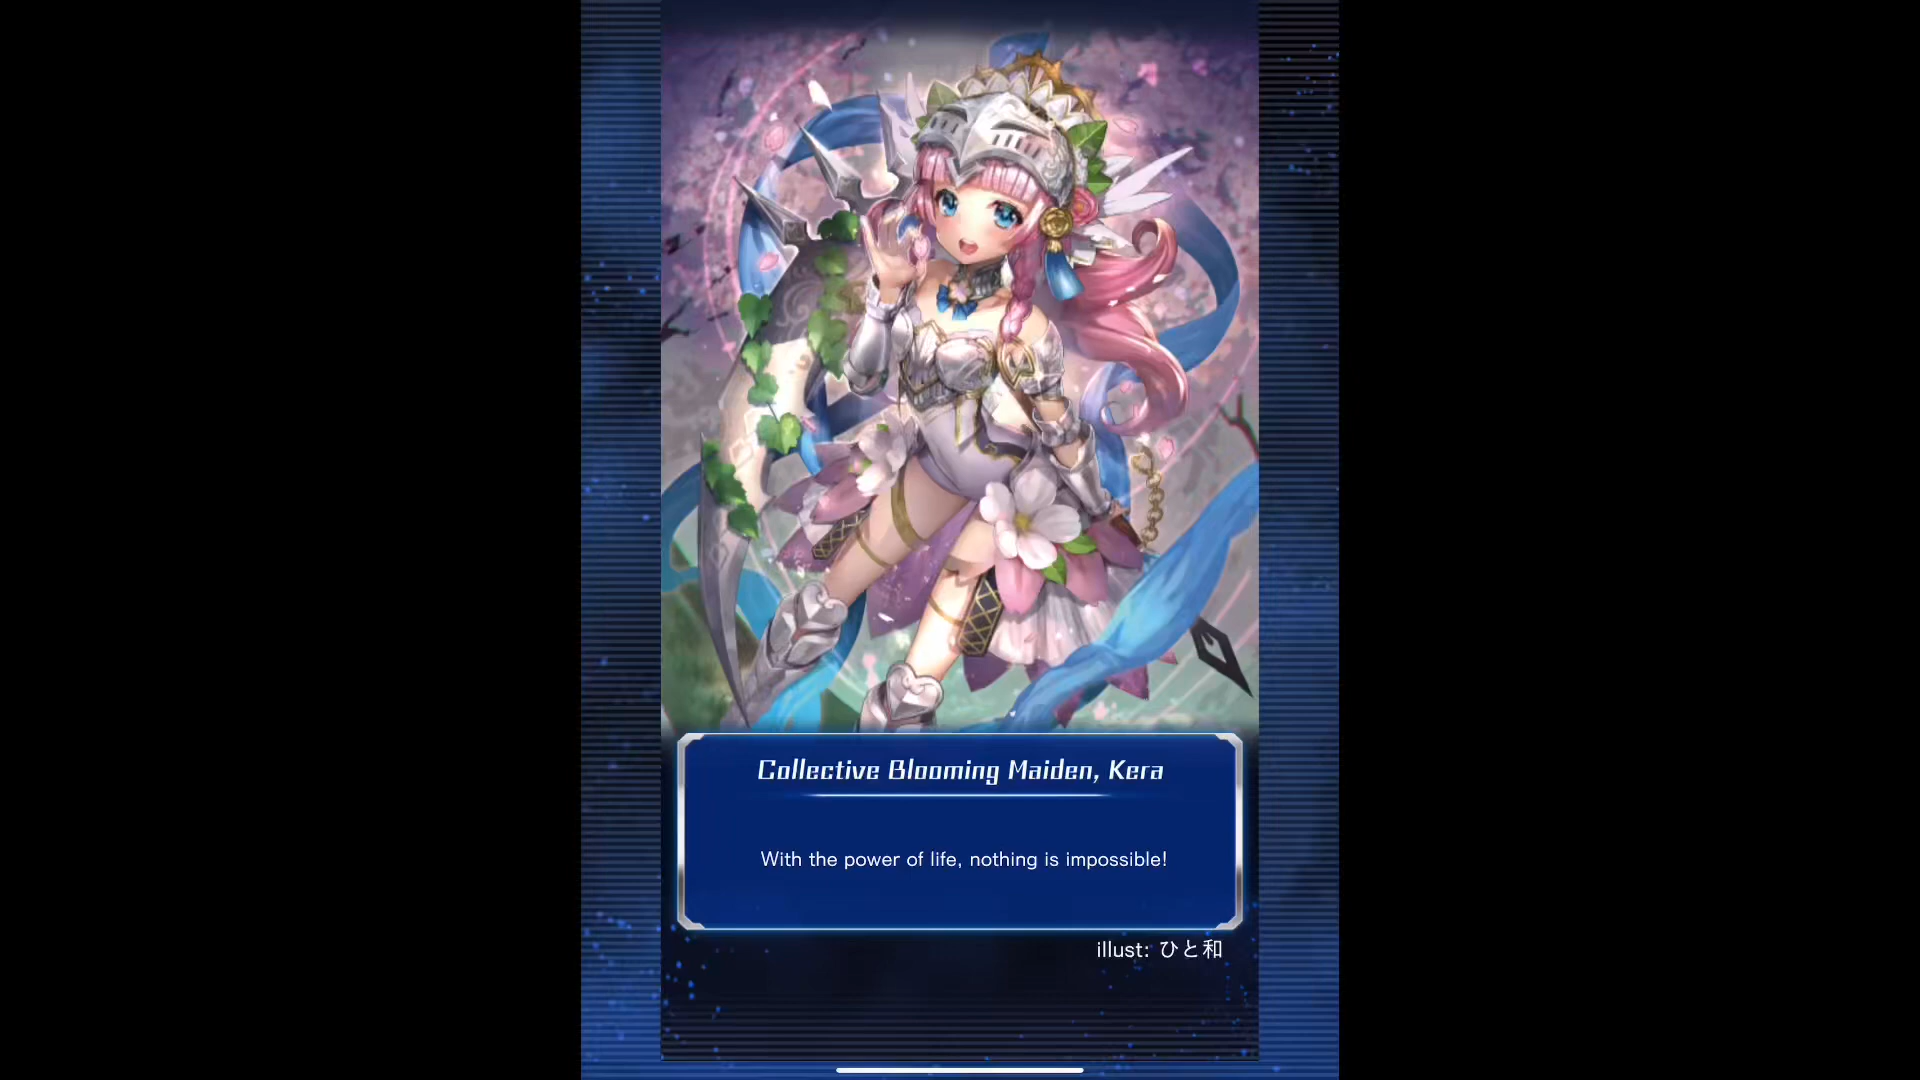 Collective Blooming Maiden, Kera
With the power of life, nothing is impossible!
illust: ひと和